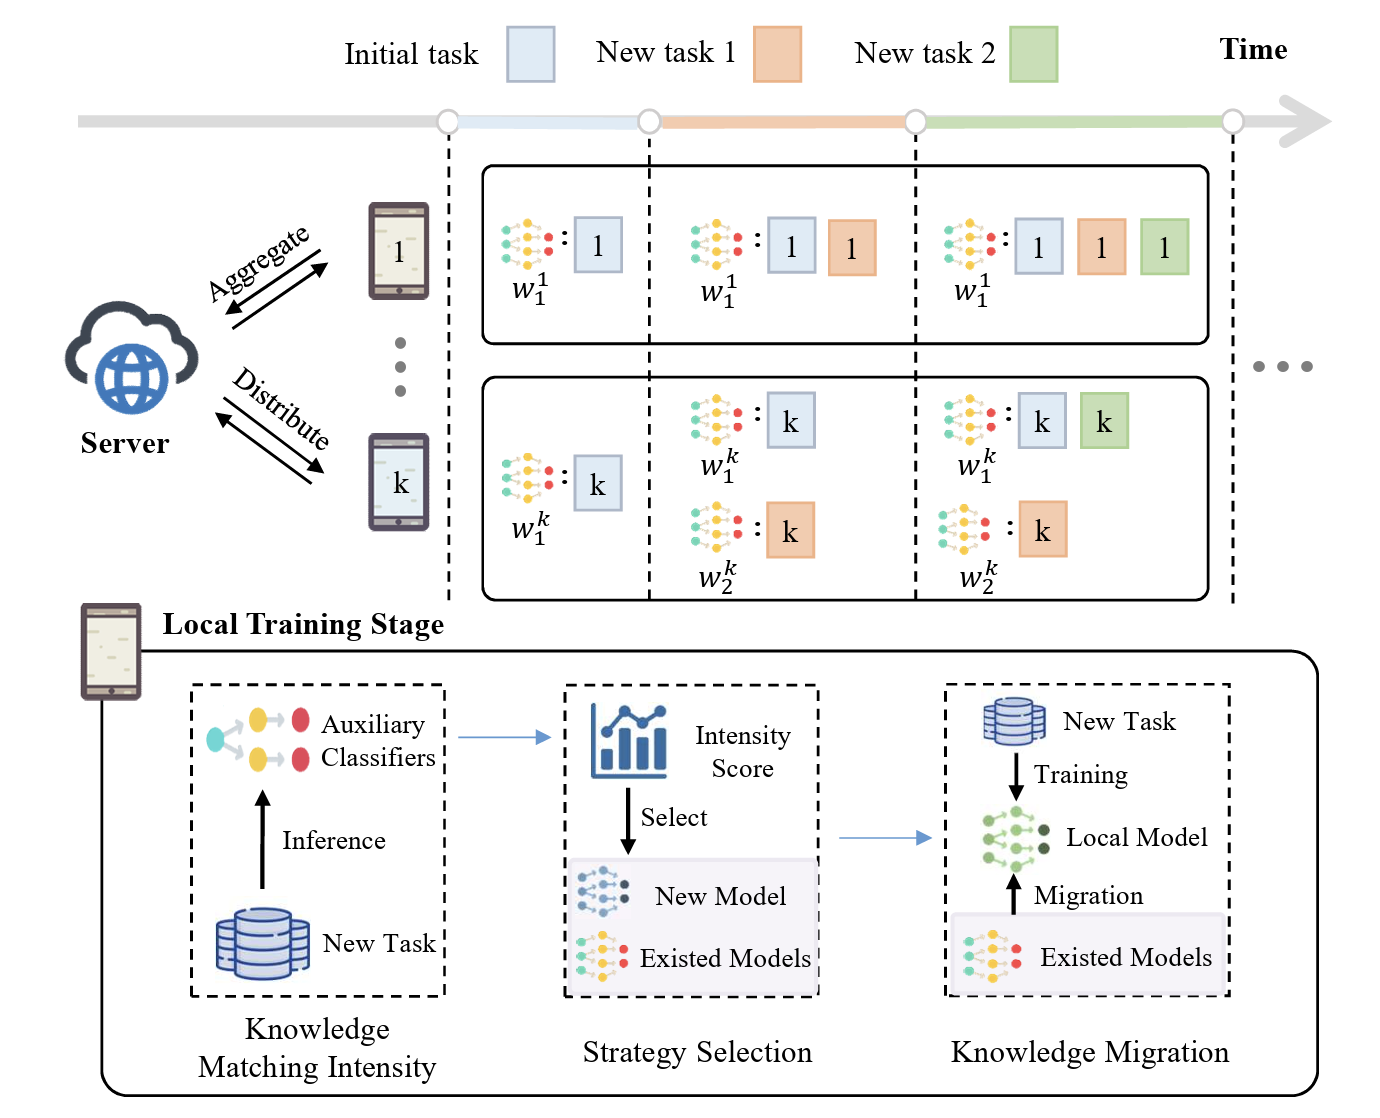 Initial task
New task 1
New task 2
Time
1
w_1^1
: 1
w_1^1
: 1 1
w_1^1
: 1 1 1
Aggregate
Distribute
Server
k
w_1^k
: k
w_1^k
: k
w_2^k
: k
w_1^k
: k k
w_2^k
: k
Local Training Stage
Auxiliary
Classifiers
Inference
New Task
Knowledge
Matching Intensity
Intensity
Score
Select
New Model
Existed Models
Strategy Selection
New Task
Training
Local Model
Migration
Existed Models
Knowledge Migration